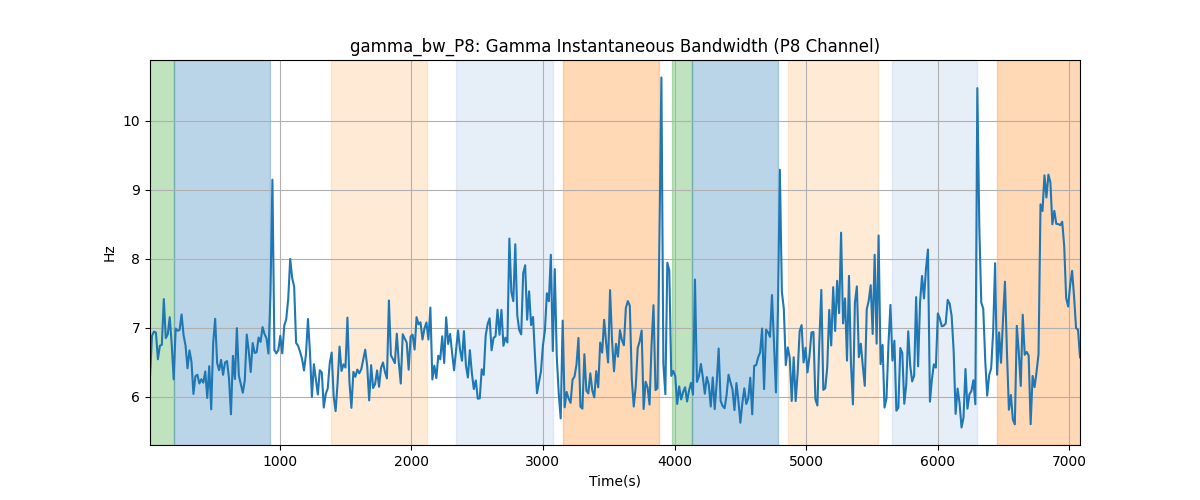 gamma_bw_P8: Gamma Instantaneous Bandwidth (P8 Channel)
10
9
8
7
6
Hz
1000 2000 3000 4000 5000 6000 7000
Time(s)